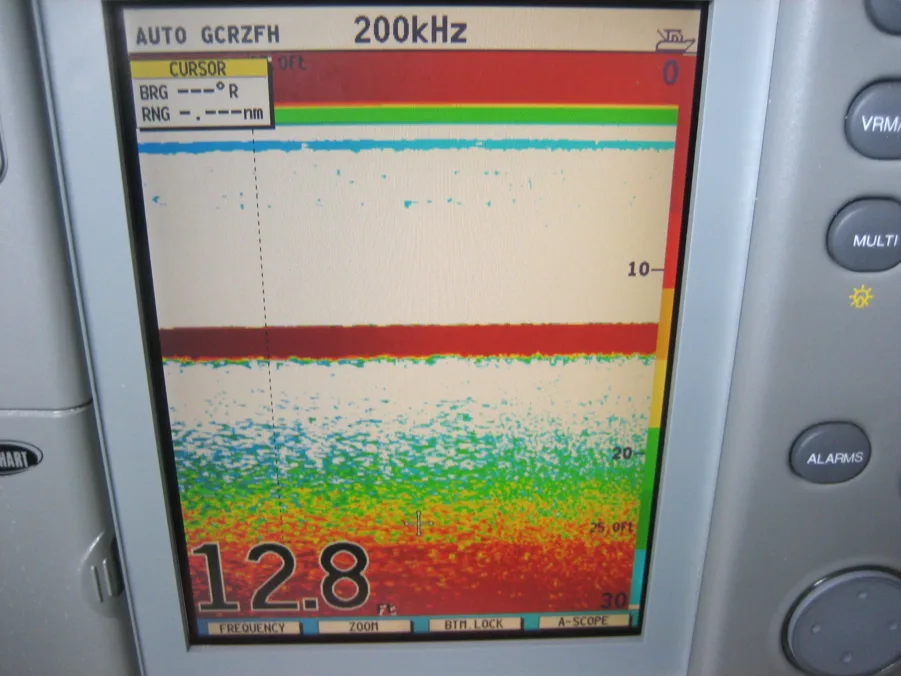 AUTO GCRZFH 200kHz
0ft
0
CURSOR
BRG ---°R
RNG -.---nm
VRM/
MULTI
10
HART
ALARMS
20
25.0ft
12.8 Ft
30
FREQUENCY ZOOM BTM.LOCK A-SCOPE